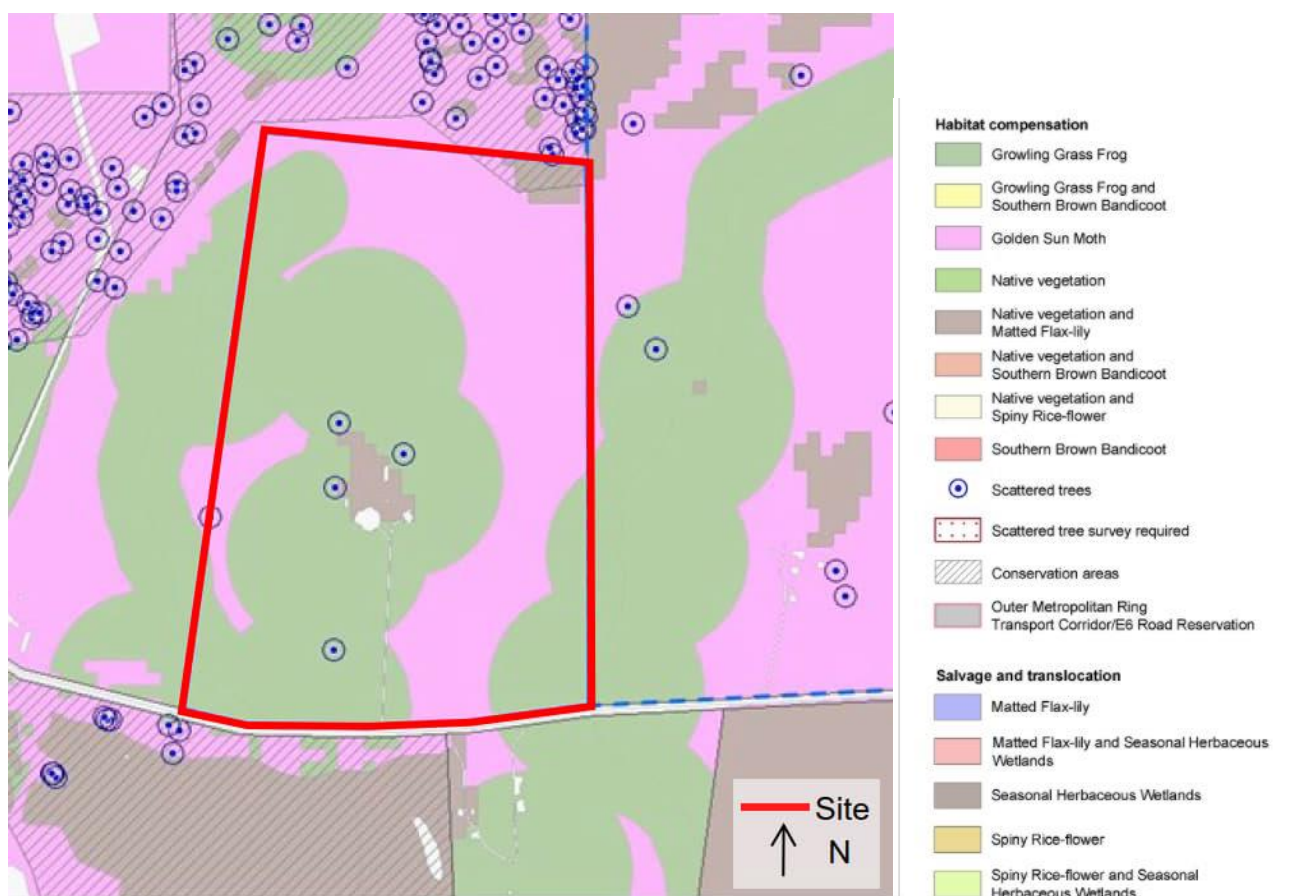 Habitat compensation
Growling Grass Frog
Growling Grass Frog and
Southern Brown Bandicoot
Golden Sun Moth
Native vegetation
Native vegetation and
Matted Flax-lily
Native vegetation and
Southern Brown Bandicoot
Native vegetation and
Spiny Rice-flower
Southern Brown Bandicoot
Scattered trees
Scattered tree survey required
Conservation areas
Outer Metropolitan Ring
Transport Corridor/E6 Road Reservation
Salvage and translocation
Matted Flax-lily
Matted Flax-lily and Seasonal Herbaceous
Wetlands
Seasonal Herbaceous Wetlands
Spiny Rice-flower
Spiny Rice-flower and Seasonal
Herbaceous Wetlands
Site
N